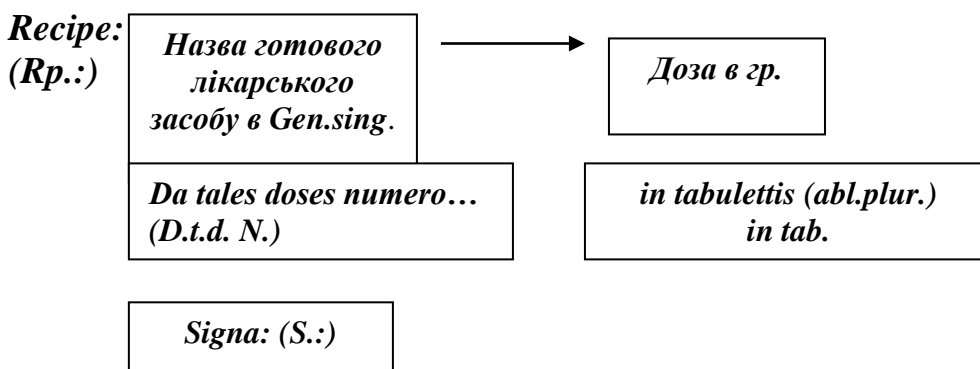 Recipe:
(Rp.:)
Назва готового
лікарського
засобу в Gen.sing.
Доза в гр.
Da tales doses numero…
(D.t.d. N.)
in tabulettis (abl.plur.)
in tab.
Signa: (S.:)